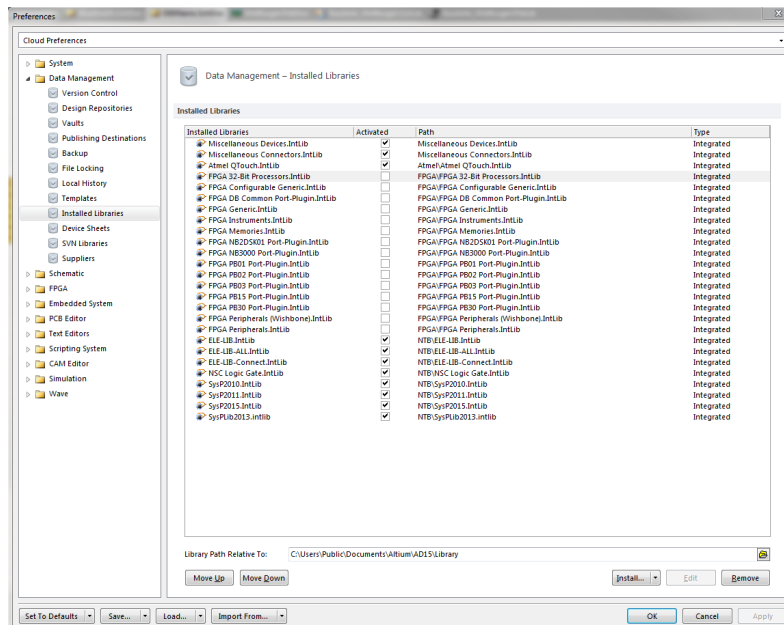 Preferences
Cloud Preferences
System
Data Management
Version Control
Design Repositories
Vaults
Publishing Destinations
Backup
File Locking
Local History
Templates
Installed Libraries
Device Sheets
SVN Libraries
Suppliers
Schematic
FPGA
Embedded System
PCB Editor
Text Editors
Scripting System
CAM Editor
Simulation
Wave
Data Management – Installed Libraries
Installed Libraries
Installed Libraries Activated Path Type
Miscellaneous Devices.IntLib Miscellaneous Devices.IntLib Integrated
Miscellaneous Connectors.IntLib Miscellaneous Connectors.IntLib Integrated
Atmel QTouch.IntLib Atmel\Atmel QTouch.IntLib Integrated
FPGA 32-Bit Processors.IntLib FPGA\FPGA 32-Bit Processors.IntLib Integrated
FPGA Configurable Generic.IntLib FPGA\FPGA Configurable Generic.IntLib Integrated
FPGA DB Common Port-Plugin.IntLib FPGA\FPGA DB Common Port-Plugin.IntLib Integrated
FPGA Generic.IntLib FPGA\FPGA Generic.IntLib Integrated
FPGA Instruments.IntLib FPGA\FPGA Instruments.IntLib Integrated
FPGA Memories.IntLib FPGA\FPGA Memories.IntLib Integrated
FPGA NB2DSK01 Port-Plugin.IntLib FPGA\FPGA NB2DSK01 Port-Plugin.IntLib Integrated
FPGA NB3000 Port-Plugin.IntLib FPGA\FPGA NB3000 Port-Plugin.IntLib Integrated
FPGA PB01 Port-Plugin.IntLib FPGA\FPGA PB01 Port-Plugin.IntLib Integrated
FPGA PB02 Port-Plugin.IntLib FPGA\FPGA PB02 Port-Plugin.IntLib Integrated
FPGA PB03 Port-Plugin.IntLib FPGA\FPGA PB03 Port-Plugin.IntLib Integrated
FPGA PB15 Port-Plugin.IntLib FPGA\FPGA PB15 Port-Plugin.IntLib Integrated
FPGA PB30 Port-Plugin.IntLib FPGA\FPGA PB30 Port-Plugin.IntLib Integrated
FPGA Peripherals (Wishbone).IntLib FPGA\FPGA Peripherals (Wishbone).IntLib Integrated
FPGA Peripherals.IntLib FPGA\FPGA Peripherals.IntLib Integrated
ELE-LIB.IntLib NTB\ELE-LIB.IntLib Integrated
ELE-LIB-ALL.IntLib NTB\ELE-LIB-ALL.IntLib Integrated
ELE-LIB-Connect.IntLib NTB\ELE-LIB-Connect.IntLib Integrated
NSC Logic Gate.IntLib NTB\NSC Logic Gate.IntLib Integrated
SysP2010.IntLib NTB\SysP2010.IntLib Integrated
SysP2011.IntLib NTB\SysP2011.IntLib Integrated
SysP2015.IntLib NTB\SysP2015.IntLib Integrated
SysPLib2013.intlib NTB\SysPLib2013.intlib Integrated
Library Path Relative To: C:\Users\Public\Documents\Altium\AD15\Library
Move Up Move Down Install... Edit Remove
Set To Defaults Save... Load... Import From... OK Cancel Apply